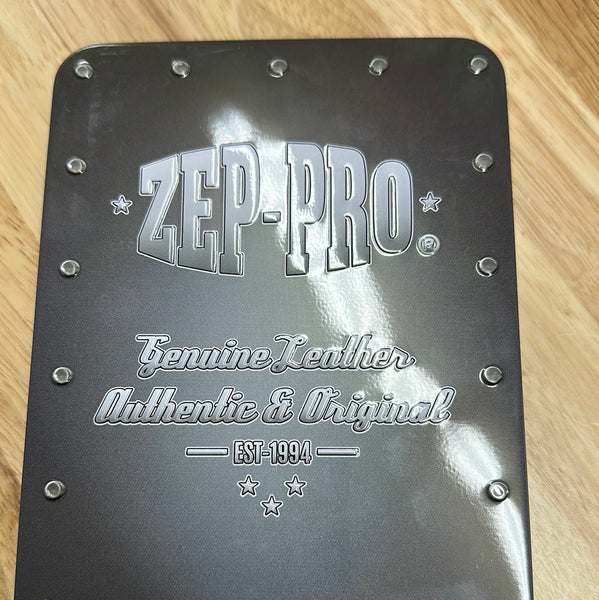 ZEP-PRO®
Genuine Leather
Authentic & Original
EST-1994